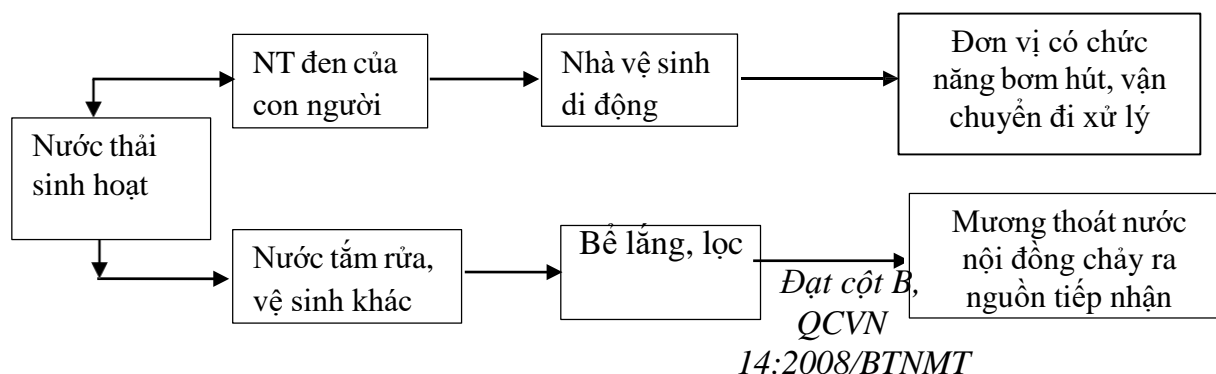 NT đen của
con người
Nhà vệ sinh
di động
Đơn vị có chức
năng bơm hút, vận
chuyển đi xử lý
Nước thải
sinh hoạt
Nước tắm rửa,
vệ sinh khác
Bể lắng, lọc
Đạt cột B,
QCVN
14:2008/BTNMT
Mương thoát nước
nội đồng chảy ra
nguồn tiếp nhận